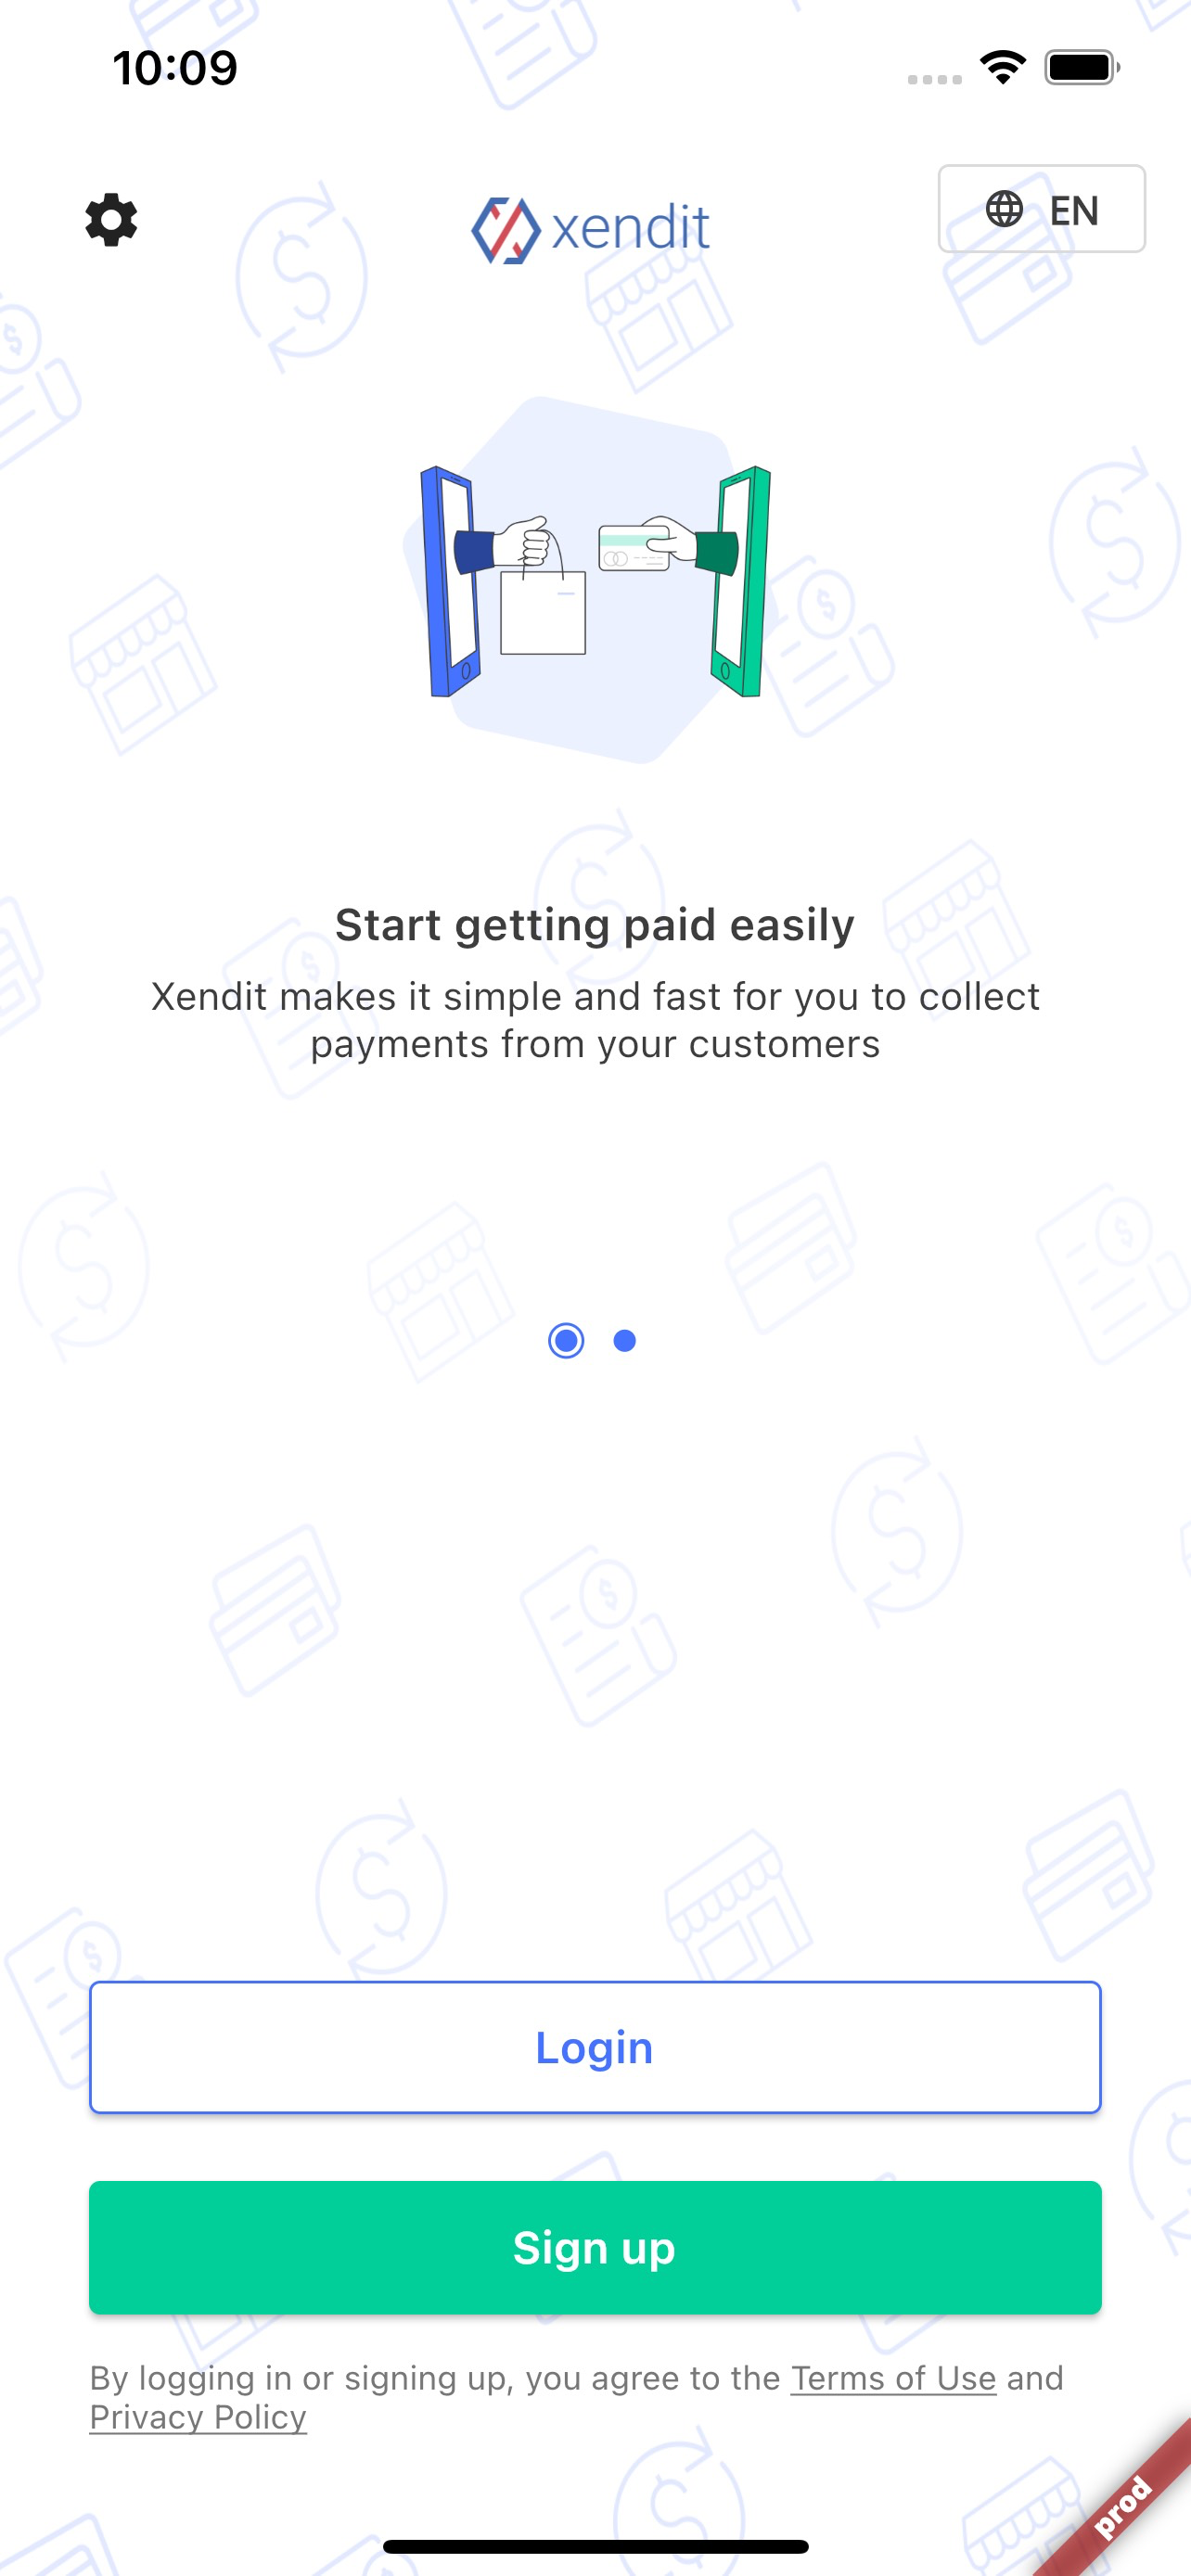 10:09
xendit
EN
Start getting paid easily
Xendit makes it simple and fast for you to collect
payments from your customers
Login
Sign up
By logging in or signing up, you agree to the Terms of Use and
Privacy Policy
prod